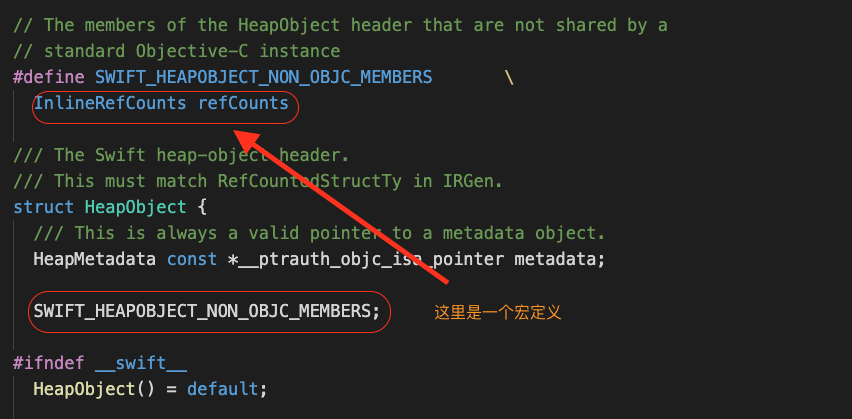 // The members of the HeapObject header that are not shared by a
// standard Objective-C instance
#define SWIFT_HEAPOBJECT_NON_OBJC_MEMBERS \
InlineRefCounts refCounts
/// The Swift heap-object header.
/// This must match RefCountedStructTy in IRGen.
struct HeapObject {
/// This is always a valid pointer to a metadata object.
HeapMetadata const *__ptrauth_objc_isa_pointer metadata;
SWIFT_HEAPOBJECT_NON_OBJC_MEMBERS; 这里是一个宏定义
#ifndef __swift__
HeapObject() = default;